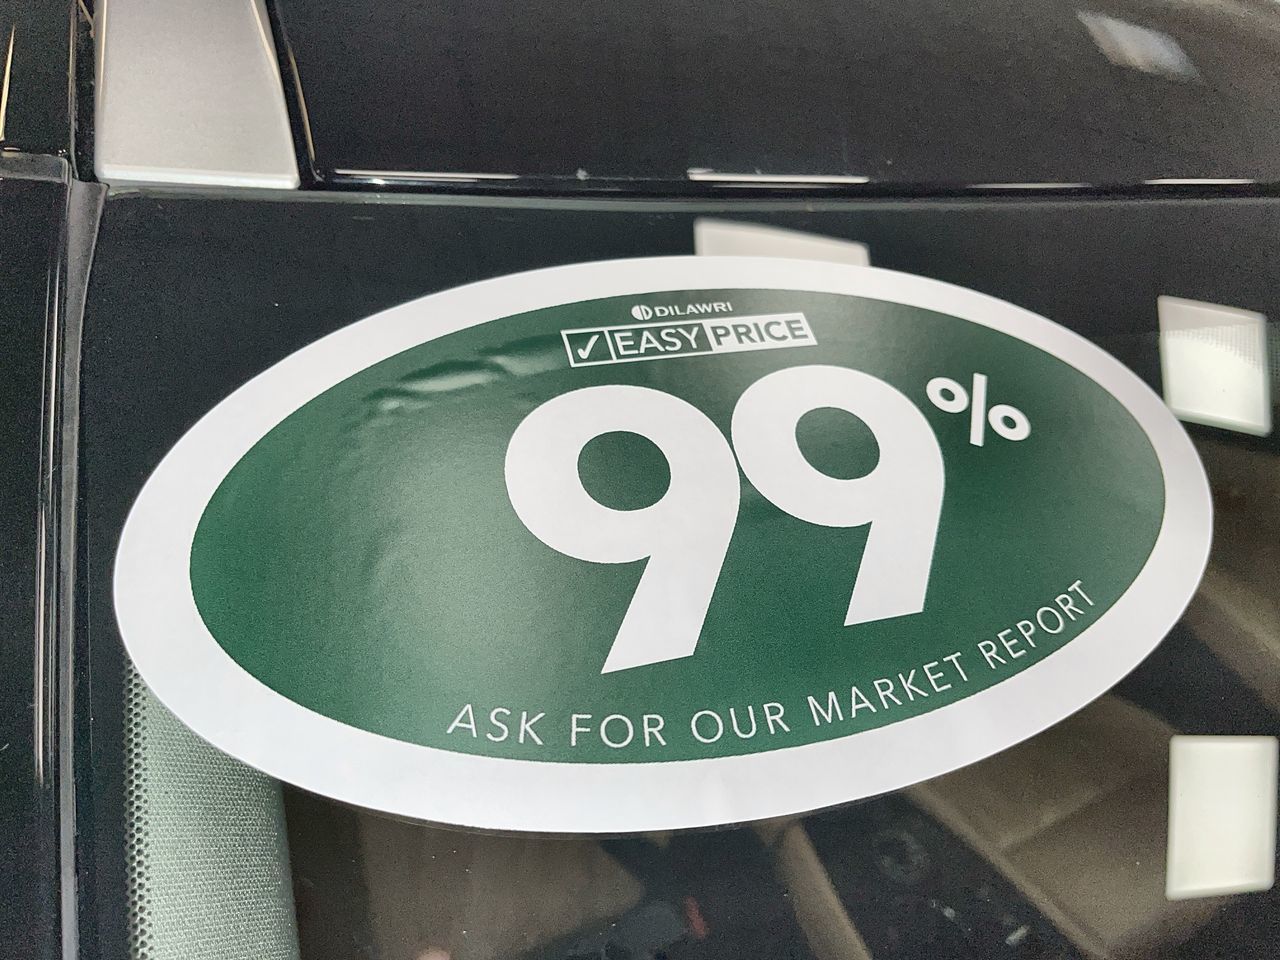 DILAWRI
✓ EASY PRICE
99%
ASK FOR OUR MARKET REPORT